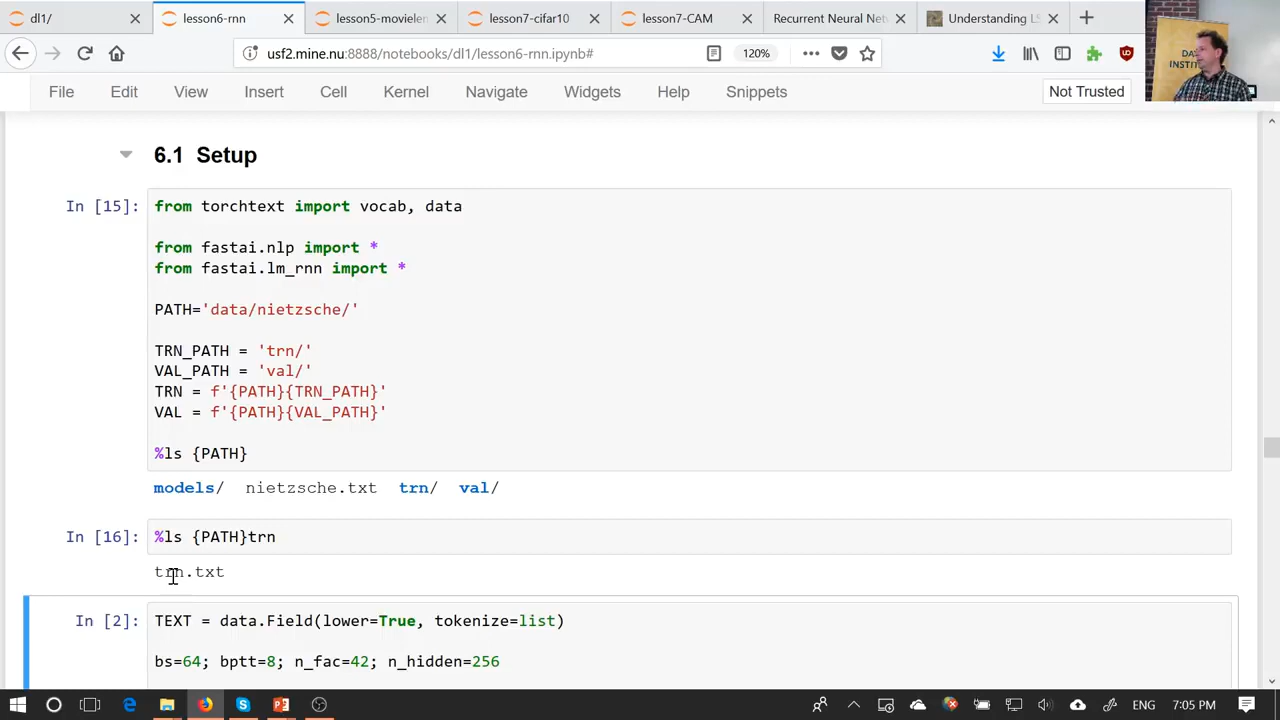 dl1/
lesson6-rnn
lesson5-movielen
lesson7-cifar10
lesson7-CAM
Recurrent Neural Net
Understanding LS
usf2.mine.nu:8888/notebooks/dl1/lesson6-rnn.ipynb#
120%
File Edit View Insert Cell Kernel Navigate Widgets Help Snippets
Not Trusted
6.1 Setup
In [15]:
from torchtext import vocab, data
from fastai.nlp import *
from fastai.lm_rnn import *
PATH='data/nietzsche/'
TRN_PATH = 'trn/'
VAL_PATH = 'val/'
TRN = f'{PATH}{TRN_PATH}'
VAL = f'{PATH}{VAL_PATH}'
%ls {PATH}
models/ nietzsche.txt trn/ val/
In [16]:
%ls {PATH}trn
trn.txt
In [2]:
TEXT = data.Field(lower=True, tokenize=list)
bs=64; bptt=8; n_fac=42; n_hidden=256
ENG 7:05 PM